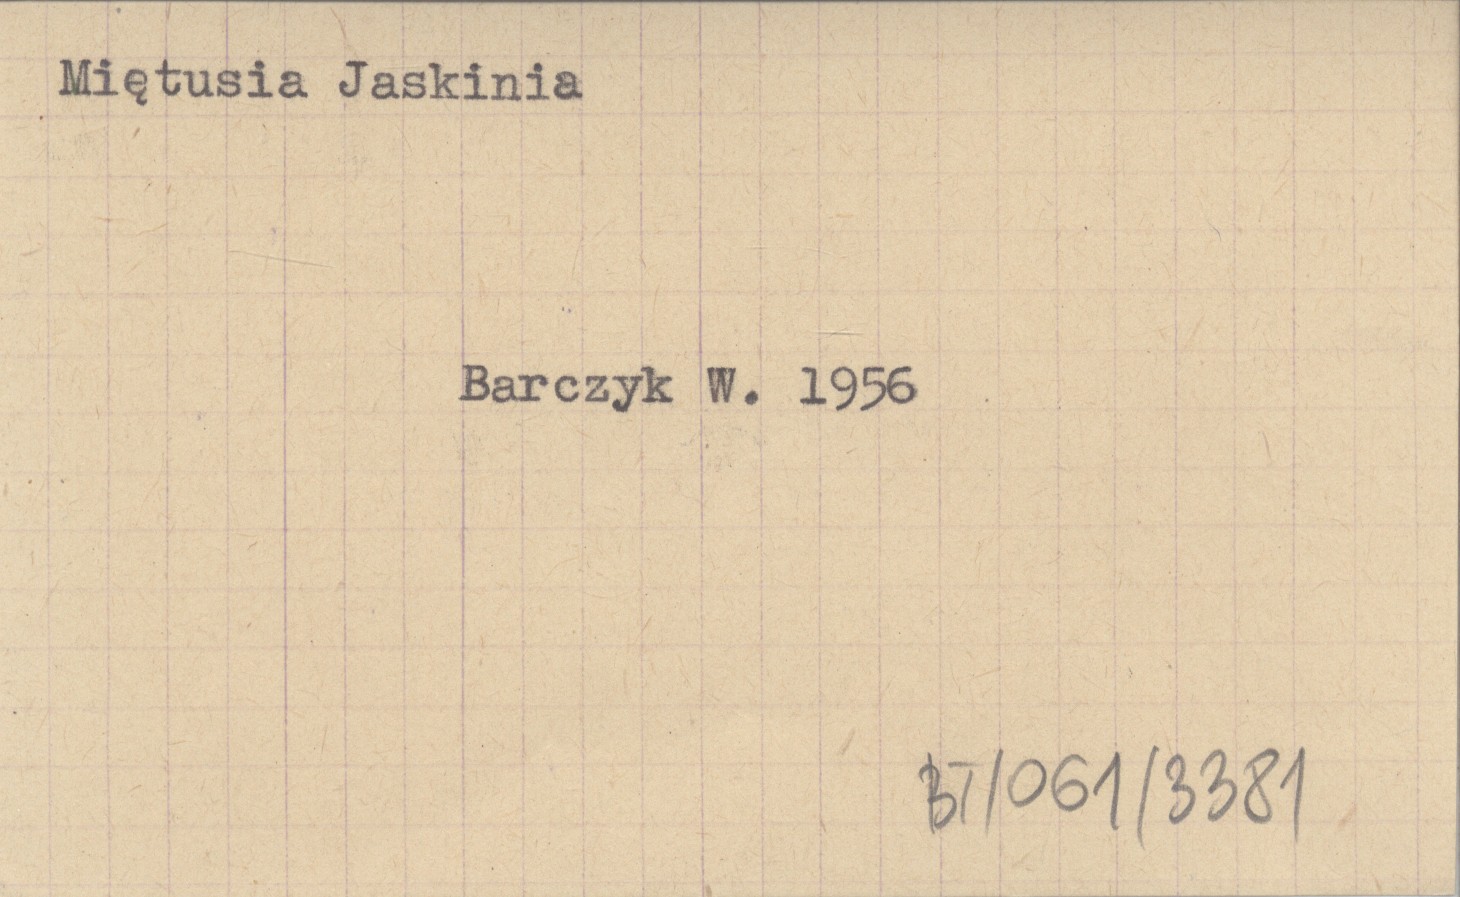 Miętusia Jaskinia
Barczyk W. 1956
BT/061/3381